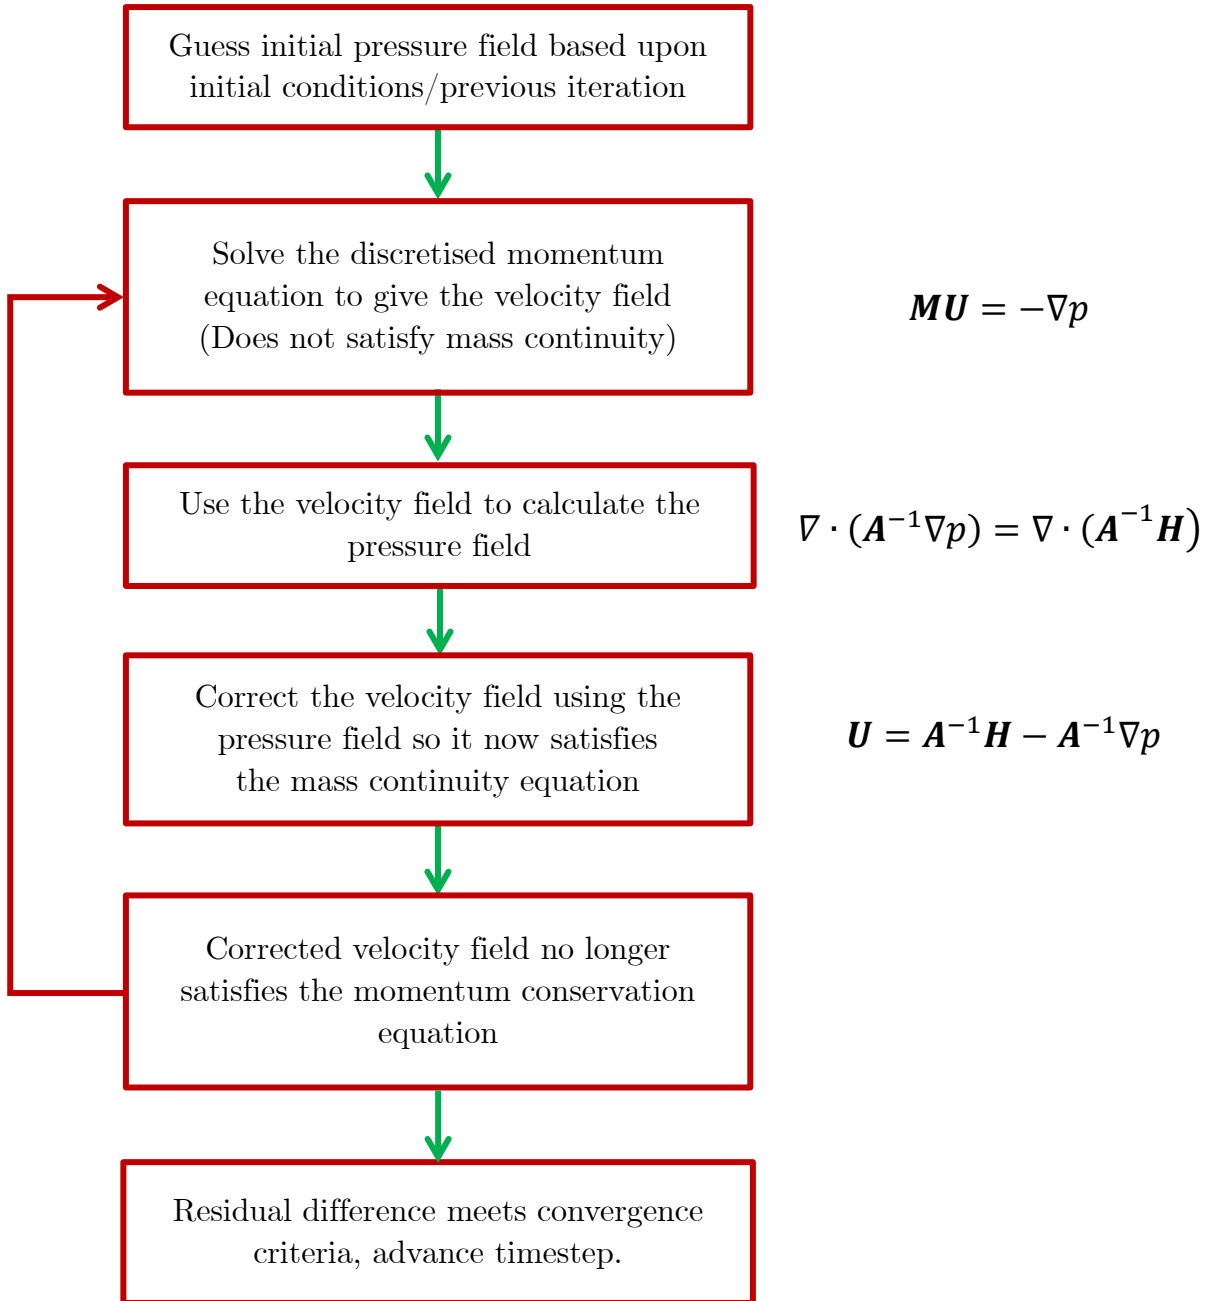 Guess initial pressure field based upon
initial conditions/previous iteration
Solve the discretised momentum
equation to give the velocity field
(Does not satisfy mass continuity)
𝑴𝑼 = −∇𝑝
Use the velocity field to calculate the
pressure field
∇ · (𝑨⁻¹∇𝑝) = ∇ · (𝑨⁻¹𝑯)
Correct the velocity field using the
pressure field so it now satisfies
the mass continuity equation
𝑼 = 𝑨⁻¹𝑯 − 𝑨⁻¹∇𝑝
Corrected velocity field no longer
satisfies the momentum conservation
equation
Residual difference meets convergence
criteria, advance timestep.